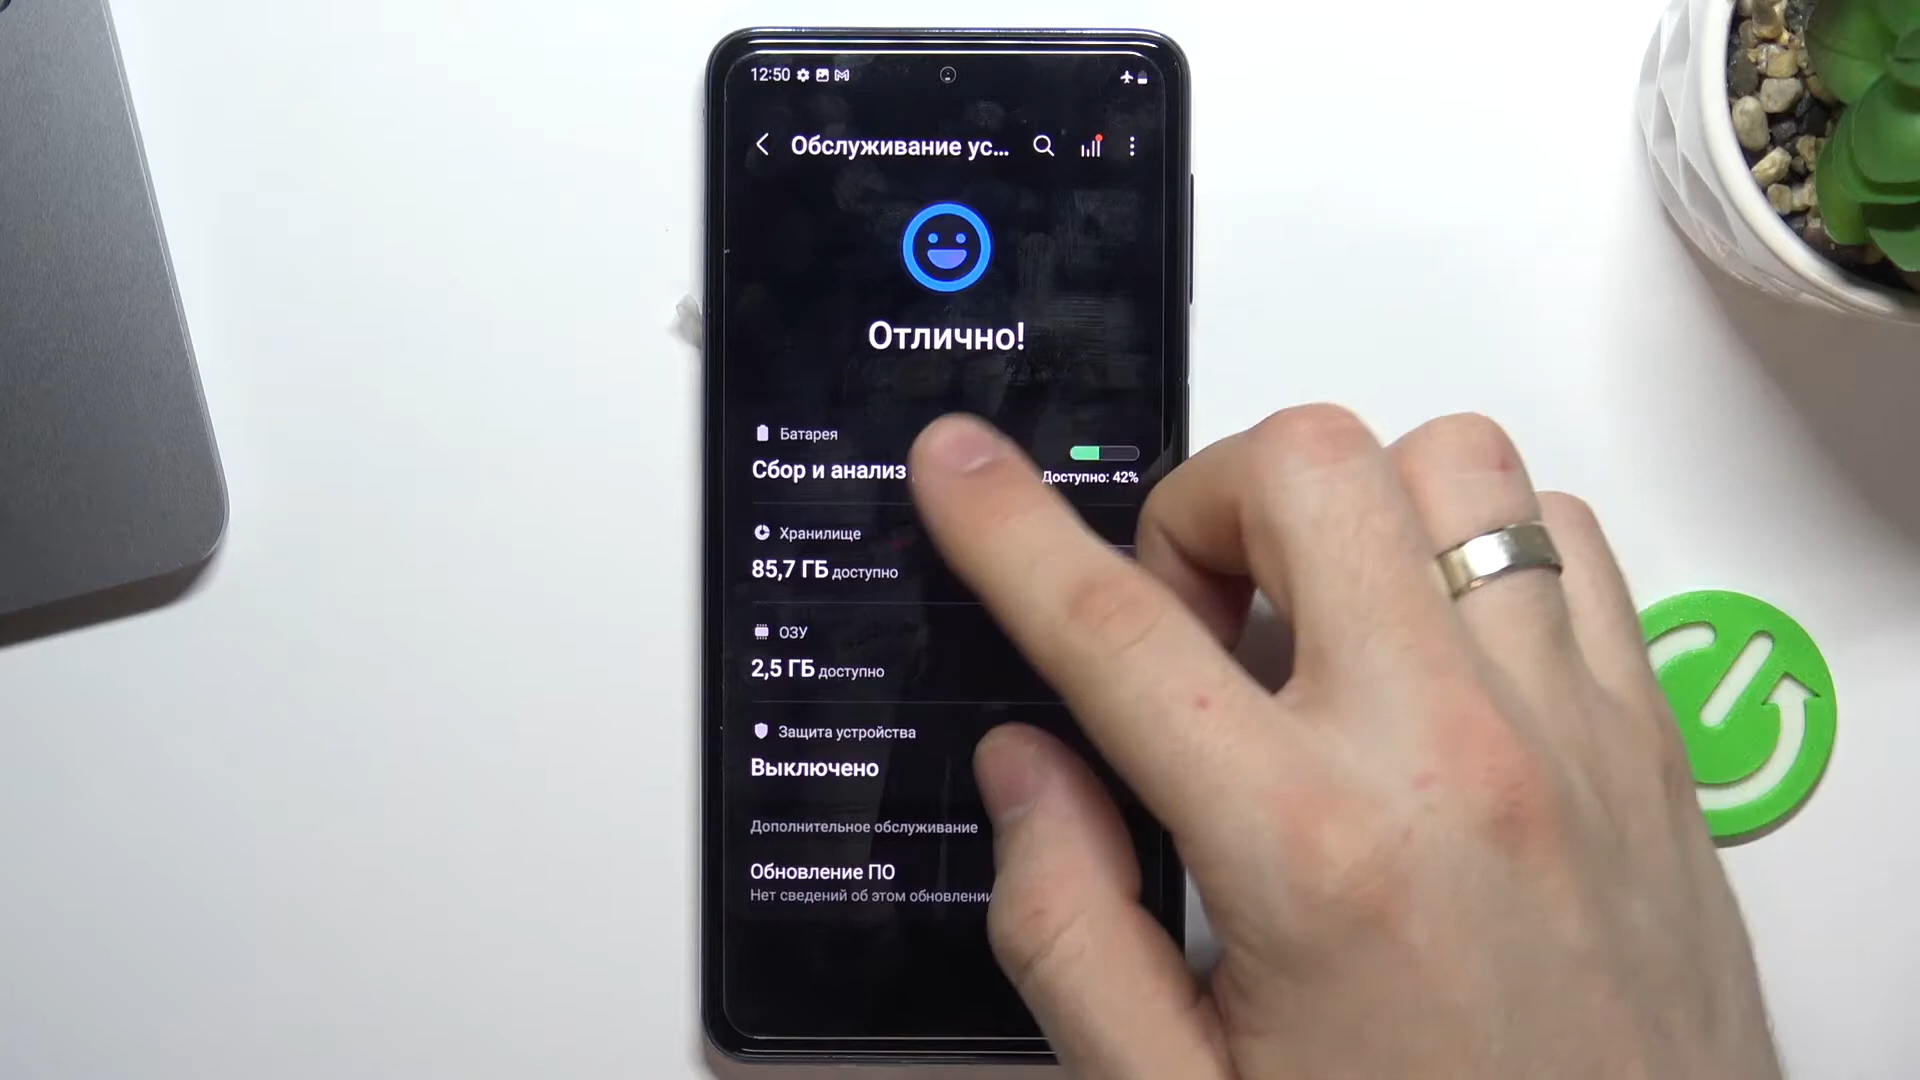 12:50
Обслуживание ус...
Отлично!
Батарея
Сбор и анализ
Доступно: 42%
Хранилище
85,7 ГБ доступно
ОЗУ
2,5 ГБ доступно
Защита устройства
Выключено
Дополнительное обслуживание
Обновление ПО
Нет сведений об этом обновлении